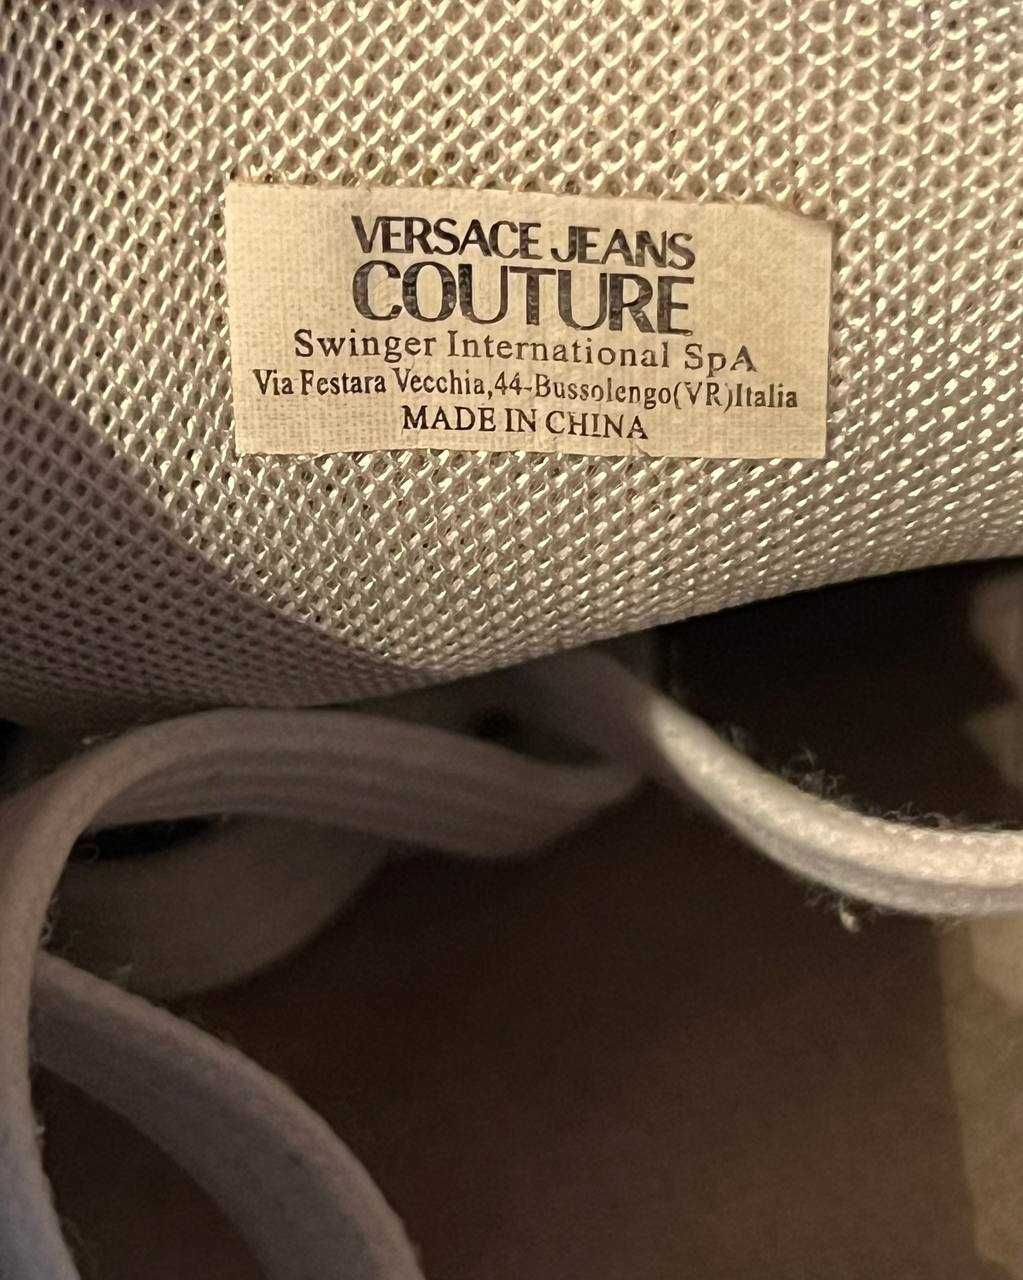 VERSACE JEANS
COUTURE
Swinger International SpA
Via Festara Vecchia,44-Bussolengo(VR)Italia
MADE IN CHINA